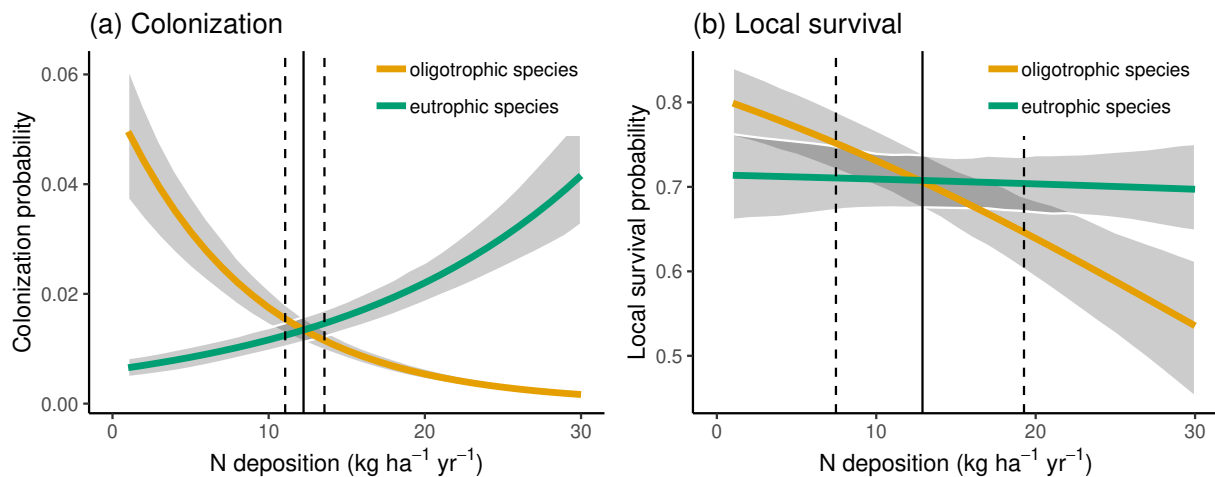 (a) Colonization
oligotrophic species
eutrophic species
Colonization probability
0.06
0.04
0.02
0.00
0
10
20
30
N deposition (kg ha⁻¹ yr⁻¹)
(b) Local survival
oligotrophic species
eutrophic species
Local survival probability
0.8
0.7
0.6
0.5
0
10
20
30
N deposition (kg ha⁻¹ yr⁻¹)